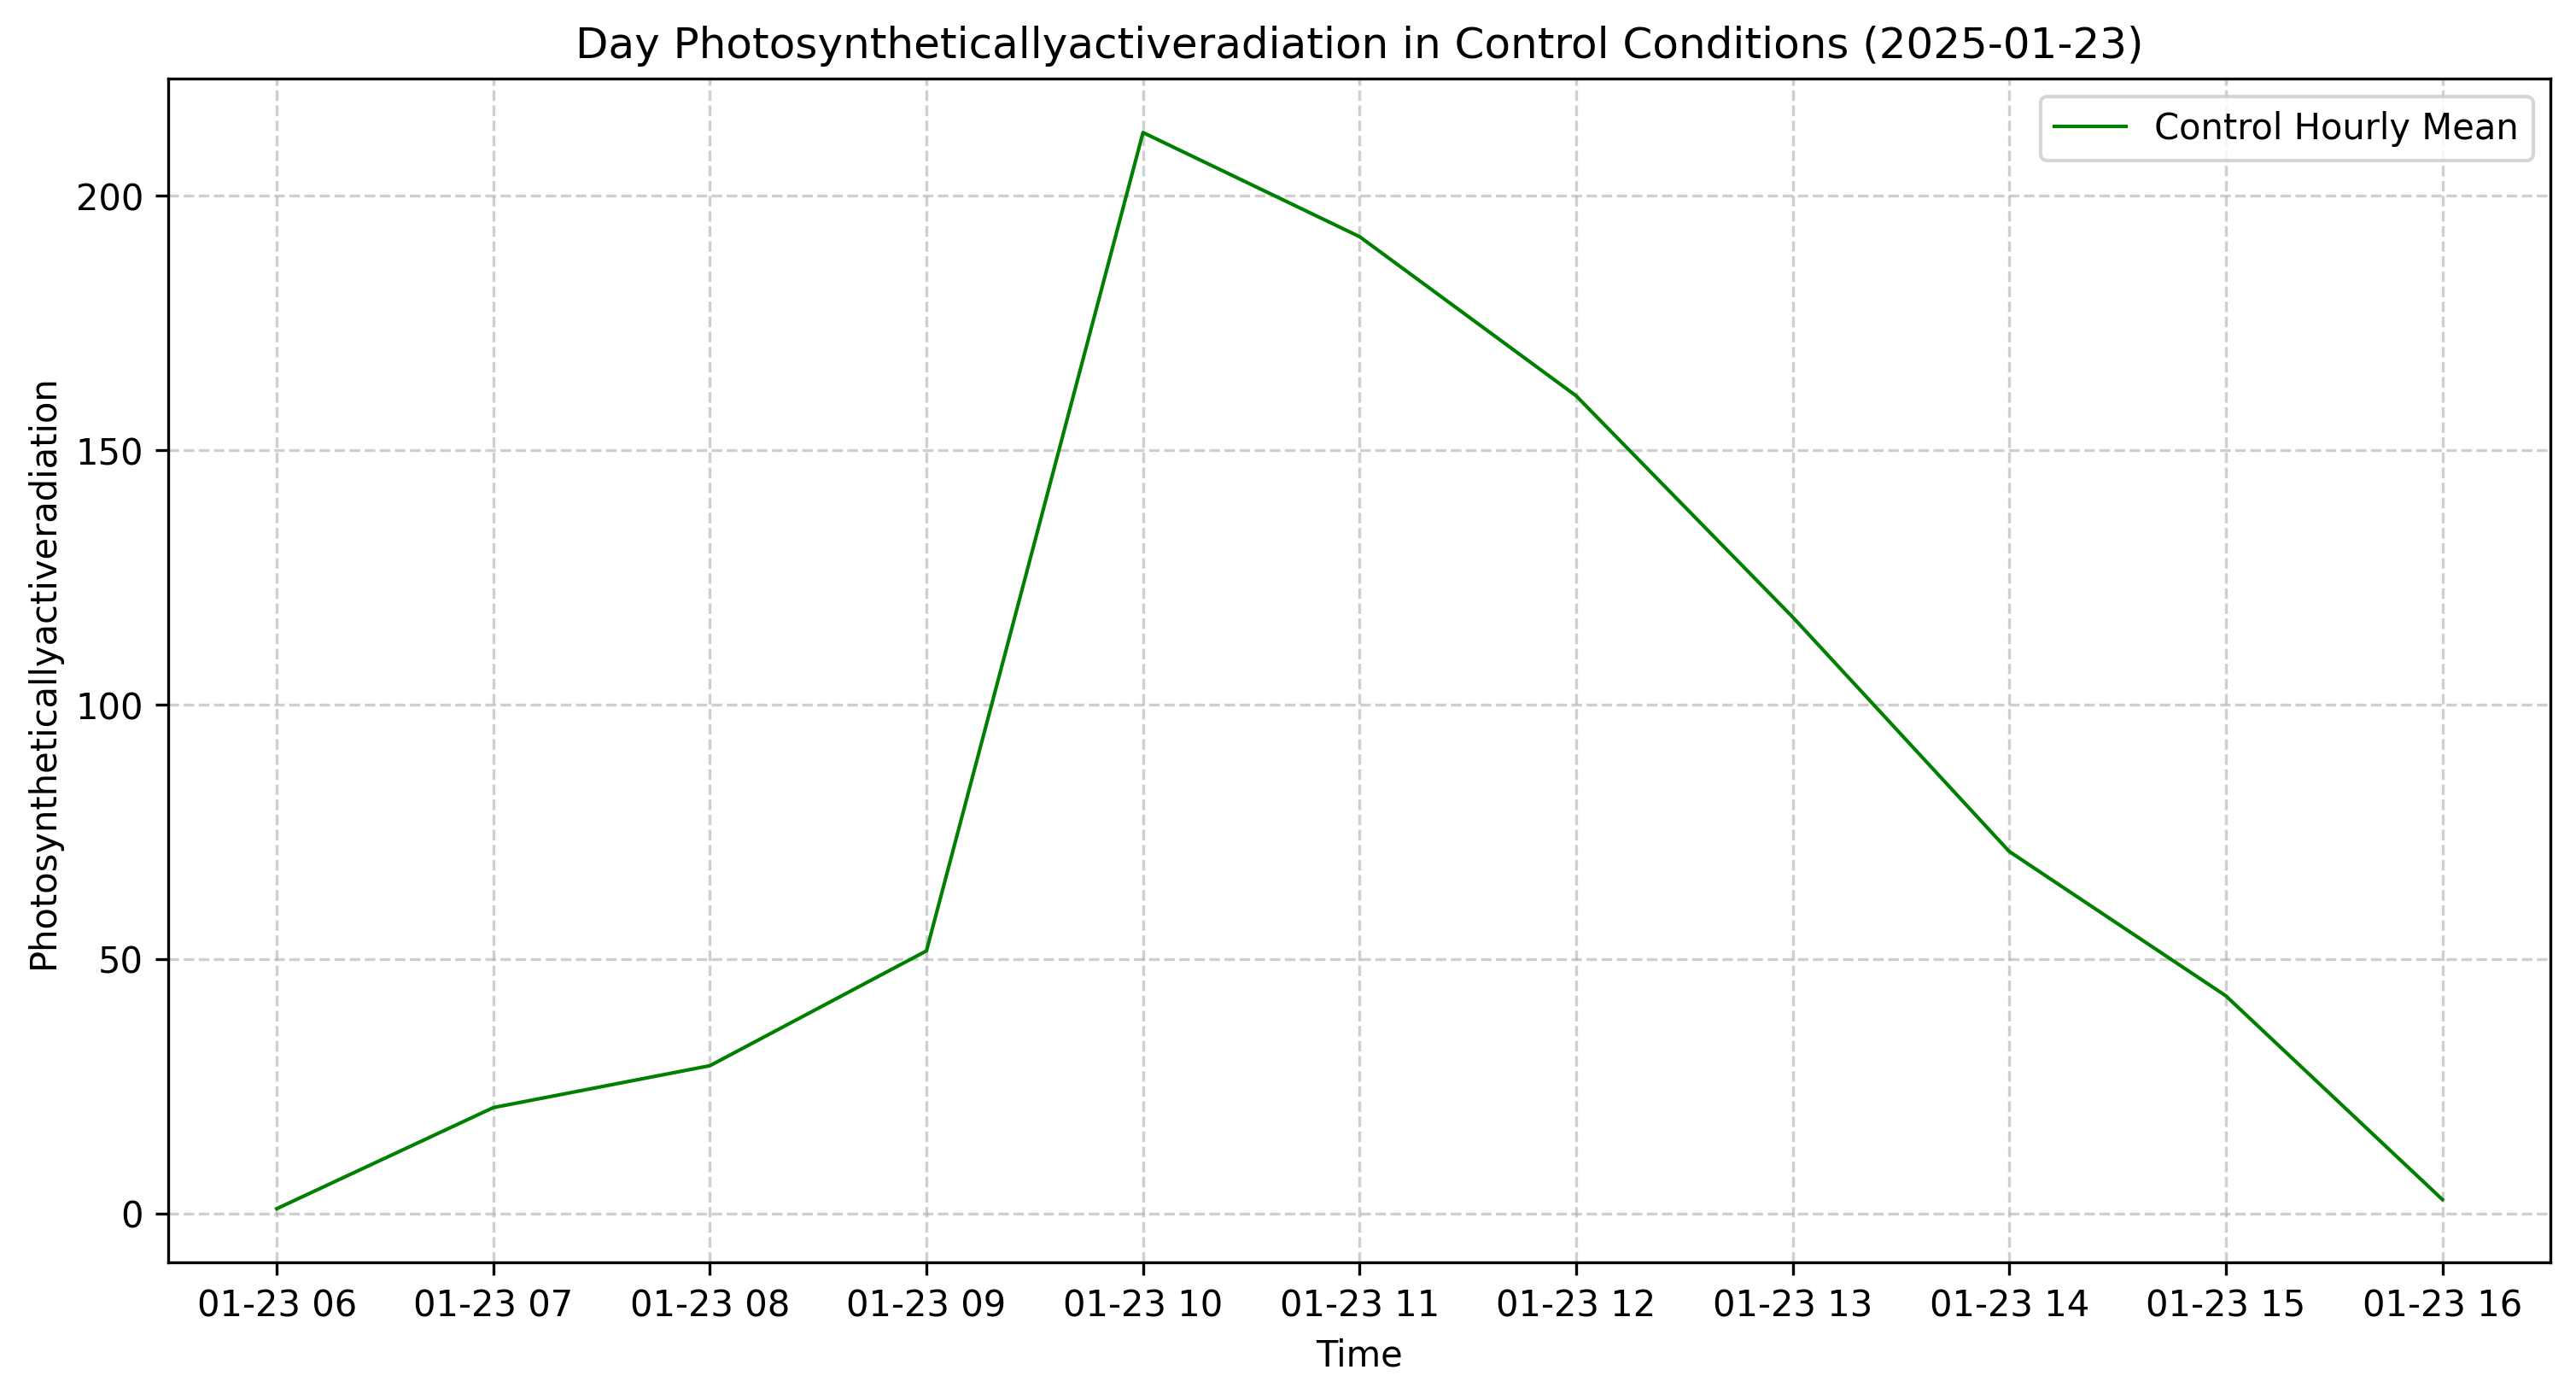 Day Photosyntheticallyactiveradiation in Control Conditions (2025-01-23)
Control Hourly Mean
Photosyntheticallyactiveradiation
200
150
100
50
0
01-23 06 01-23 07 01-23 08 01-23 09 01-23 10 01-23 11 01-23 12 01-23 13 01-23 14 01-23 15 01-23 16
Time